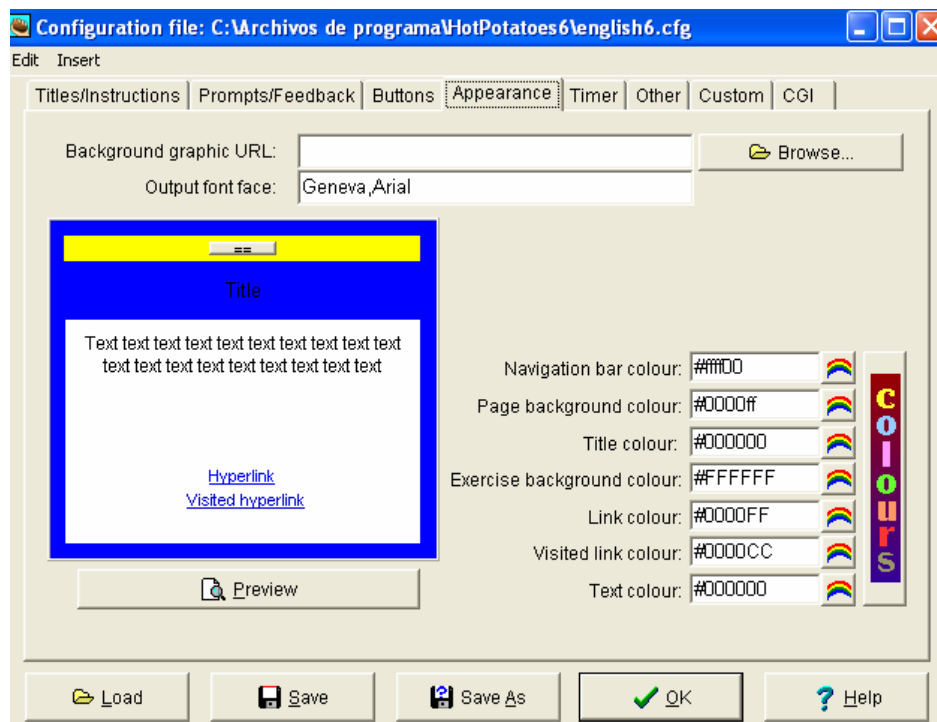 Configuration file: C:\Archivos de programa\HotPotatoes6\english6.cfg
Edit Insert
Titles/Instructions Prompts/Feedback Buttons Appearance Timer Other Custom CGI
Background graphic URL: Browse...
Output font face: Geneva,Arial
==
Title
Text text text text text text text text text text
text text text text text text text text text
Hyperlink
Visited hyperlink
Preview
Navigation bar colour: #ffff00
Page background colour: #0000ff
Title colour: #000000
Exercise background colour: #FFFFFF
Link colour: #0000FF
Visited link colour: #0000CC
Text colour: #000000
Colours
Load Save Save As OK Help